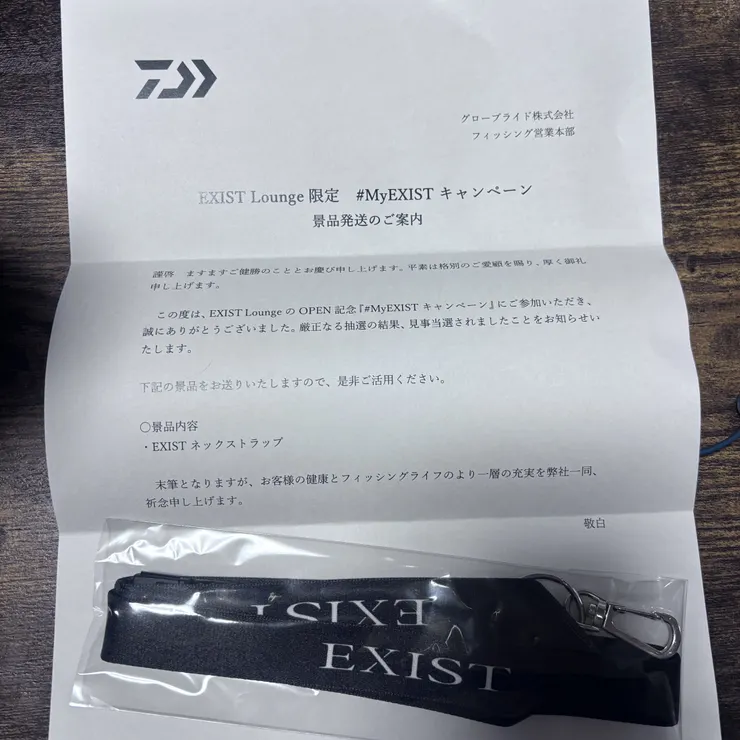 グローブライド株式会社
フィッシング営業本部
EXIST Lounge 限定　#MyEXIST キャンペーン
景品発送のご案内
謹啓　ますますご健勝のこととお慶び申し上げます。平素は格別のご愛顧を賜り、厚く御礼
申し上げます。
この度は、EXIST Lounge の OPEN 記念『#MyEXIST キャンペーン』にご参加いただき、
誠にありがとうございました。厳正なる抽選の結果、見事当選されましたことをお知らせい
たします。
下記の景品をお送りいたしますので、是非ご活用ください。
〇景品内容
・EXIST ネックストラップ
末筆となりますが、お客様の健康とフィッシングライフのより一層の充実を弊社一同、
祈念申し上げます。
敬白
EXIST
EXIST